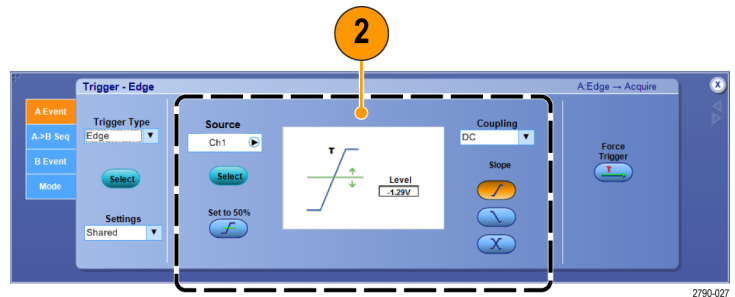 2
Trigger - Edge
A:Edge → Acquire
X
A Event
A->B Seq
B Event
Mode
Trigger Type
Edge
Select
Settings
Shared
Source
Ch1
Select
Set to 50%
T
Level
-1.29V
Coupling
DC
Slope
Force
Trigger
T
2790-027